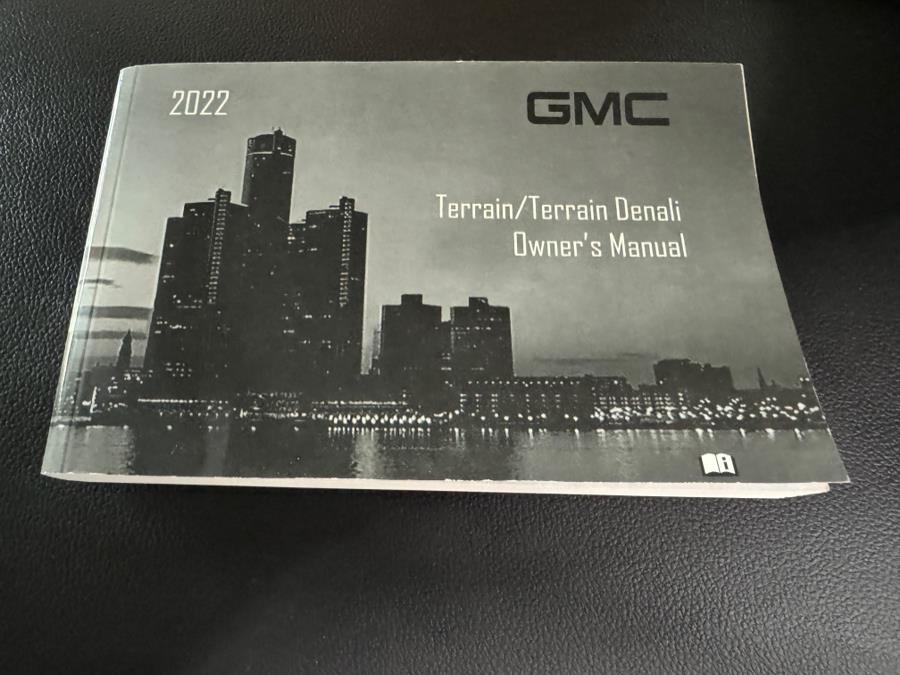 2022
GMC
Terrain/Terrain Denali
Owner's Manual